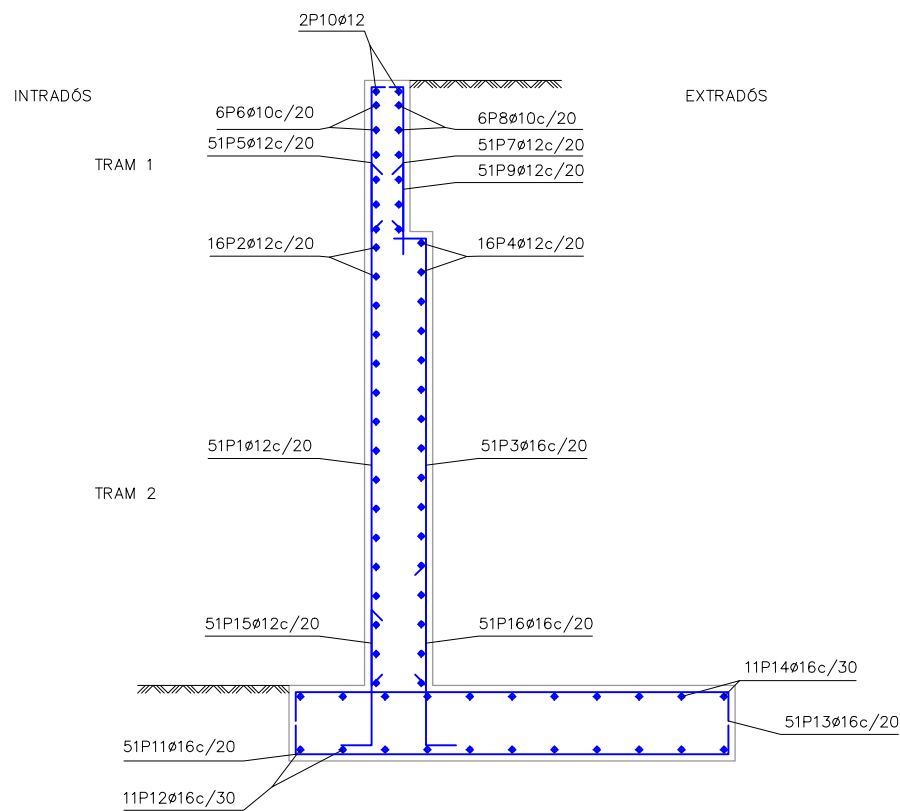 2P10ø12
INTRADÓS
EXTRADÓS
6P6ø10c/20
6P8ø10c/20
51P5ø12c/20
51P7ø12c/20
TRAM 1
51P9ø12c/20
16P2ø12c/20
16P4ø12c/20
51P1ø12c/20
51P3ø16c/20
TRAM 2
51P15ø12c/20
51P16ø16c/20
11P14ø16c/30
51P13ø16c/20
51P11ø16c/20
11P12ø16c/30